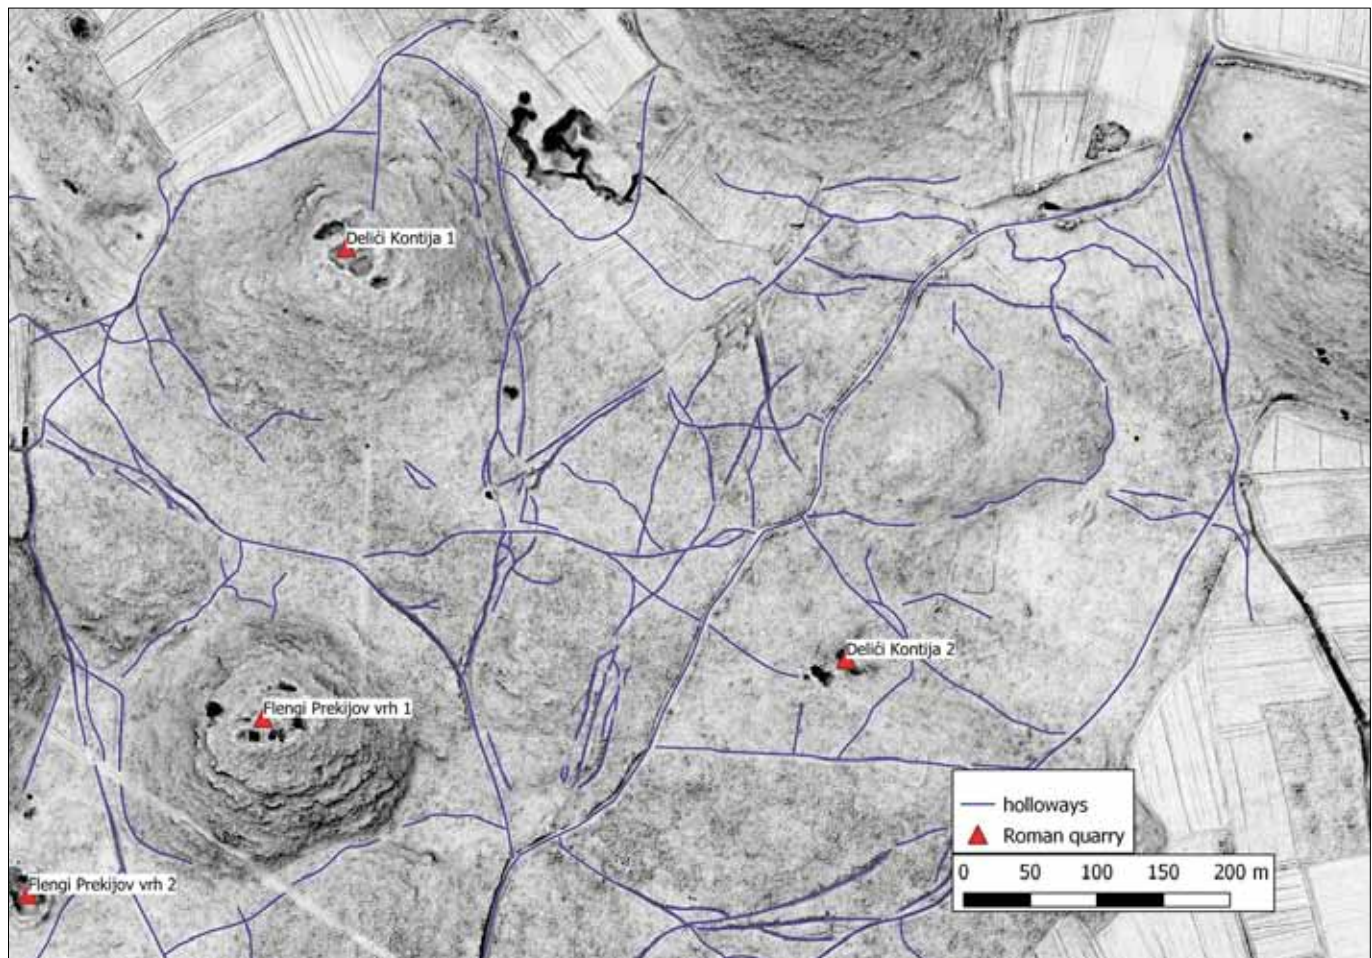 Delići Kontija 1
Delići Kontija 2
Flengi Prekijov vrh 1
Flengi Prekijov vrh 2
holloways
Roman quarry
0 50 100 150 200 m